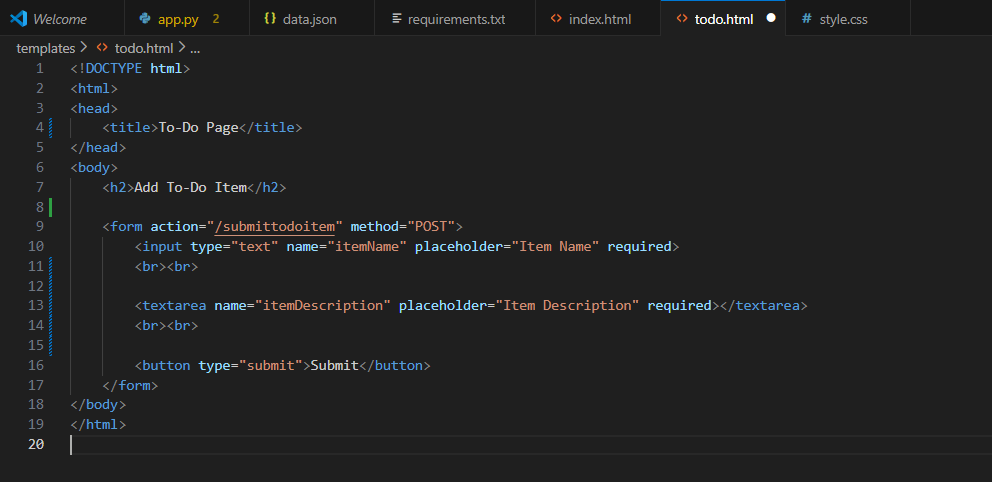 Welcome app.py 2 data.json requirements.txt index.html todo.html style.css
templates > todo.html > ...
1 <!DOCTYPE html>
2 <html>
3 <head>
4 <title>To-Do Page</title>
5 </head>
6 <body>
7 <h2>Add To-Do Item</h2>
8
9 <form action="/submittodoitem" method="POST">
10 <input type="text" name="itemName" placeholder="Item Name" required>
11 <br><br>
12
13 <textarea name="itemDescription" placeholder="Item Description" required></textarea>
14 <br><br>
15
16 <button type="submit">Submit</button>
17 </form>
18 </body>
19 </html>
20